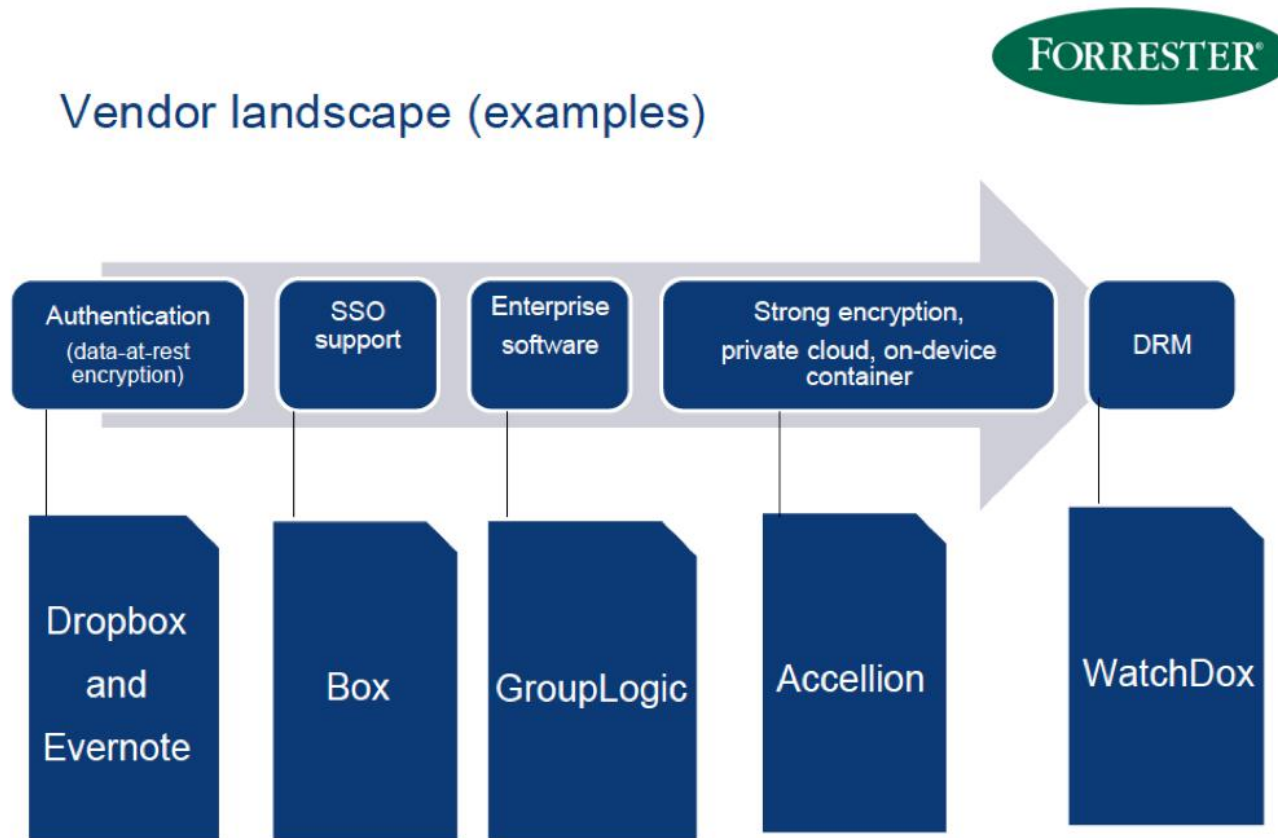 FORRESTER®
Vendor landscape (examples)
Authentication
(data-at-rest
encryption)
SSO
support
Enterprise
software
Strong encryption,
private cloud, on-device
container
DRM
Dropbox
and
Evernote
Box
GroupLogic
Accellion
WatchDox